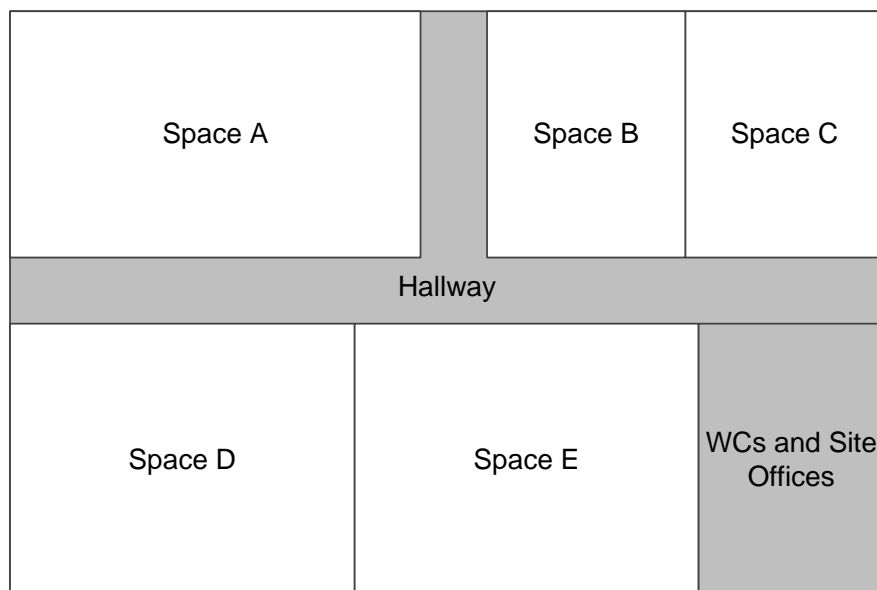 Space A
Space B
Space C
Hallway
Space D
Space E
WCs and Site
Offices